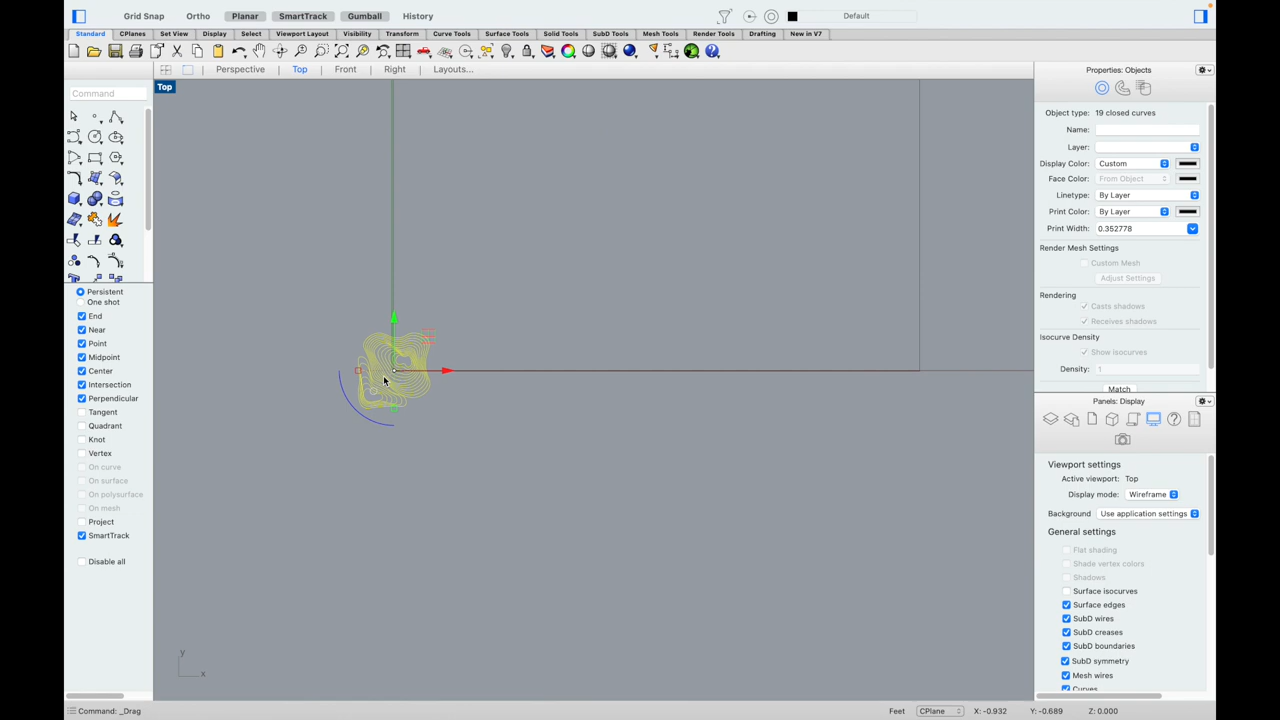 Grid Snap Ortho Planar SmartTrack Gumball History Default
Standard CPlanes Set View Display Select Viewport Layout Visibility Transform Curve Tools Surface Tools Solid Tools SubD Tools Mesh Tools Render Tools Drafting New in V7
Perspective Top Front Right Layouts...
Top
Command
Persistent
One shot
End
Near
Point
Midpoint
Center
Intersection
Perpendicular
Tangent
Quadrant
Knot
Vertex
On curve
On surface
On polysurface
On mesh
Project
SmartTrack
Disable all
y
x
Properties: Objects
Object type: 19 closed curves
Name:
Layer:
Display Color: Custom
Face Color: From Object
Linetype: By Layer
Print Color: By Layer
Print Width: 0.352778
Render Mesh Settings
Custom Mesh
Adjust Settings
Rendering
Casts shadows
Receives shadows
Isocurve Density
Show isocurves
Density: 1
Match
Panels: Display
Viewport settings
Active viewport: Top
Display mode: Wireframe
Background: Use application settings
General settings
Flat shading
Shade vertex colors
Shadows
Surface isocurves
Surface edges
SubD wires
SubD creases
SubD boundaries
SubD symmetry
Mesh wires
Curves
Command: _Drag Feet CPlane X: -0.932 Y: -0.689 Z: 0.000